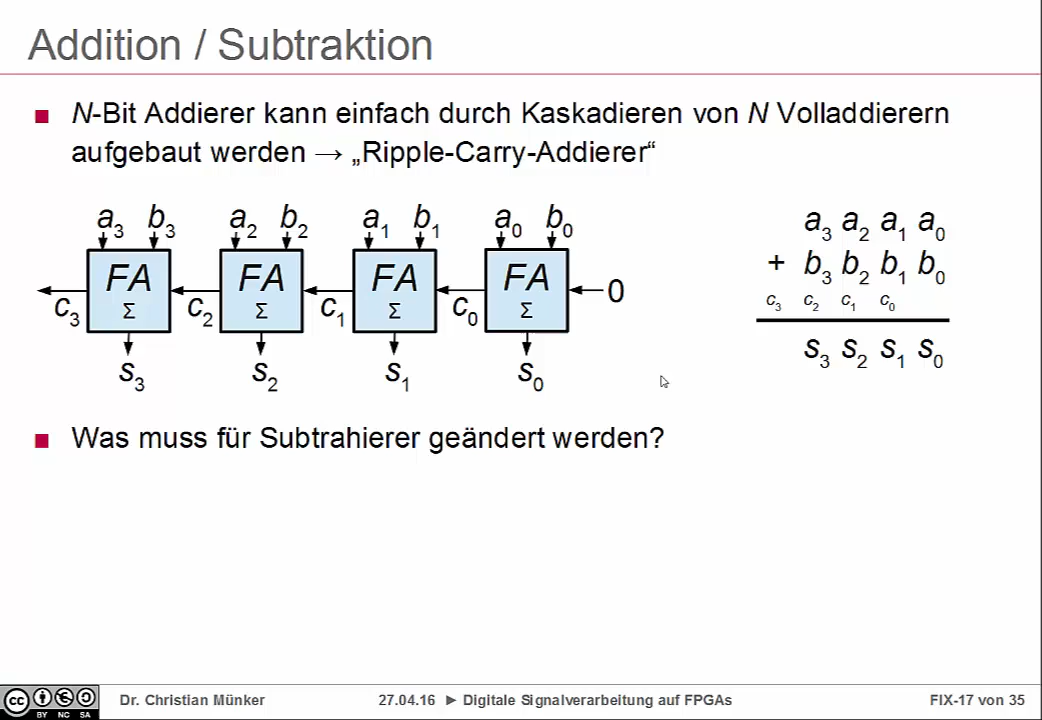 Addition / Subtraktion
N-Bit Addierer kann einfach durch Kaskadieren von N Volladdierern
aufgebaut werden → „Ripple-Carry-Addierer“
a3 b3 a2 b2 a1 b1 a0 b0
FA FA FA FA 0
Σ Σ Σ Σ
c3 c2 c1 c0
s3 s2 s1 s0
a3 a2 a1 a0
+ b3 b2 b1 b0
c3 c2 c1 c0
s3 s2 s1 s0
Was muss für Subtrahierer geändert werden?
cc BY NC SA
Dr. Christian Münker 27.04.16 ► Digitale Signalverarbeitung auf FPGAs FIX-17 von 35